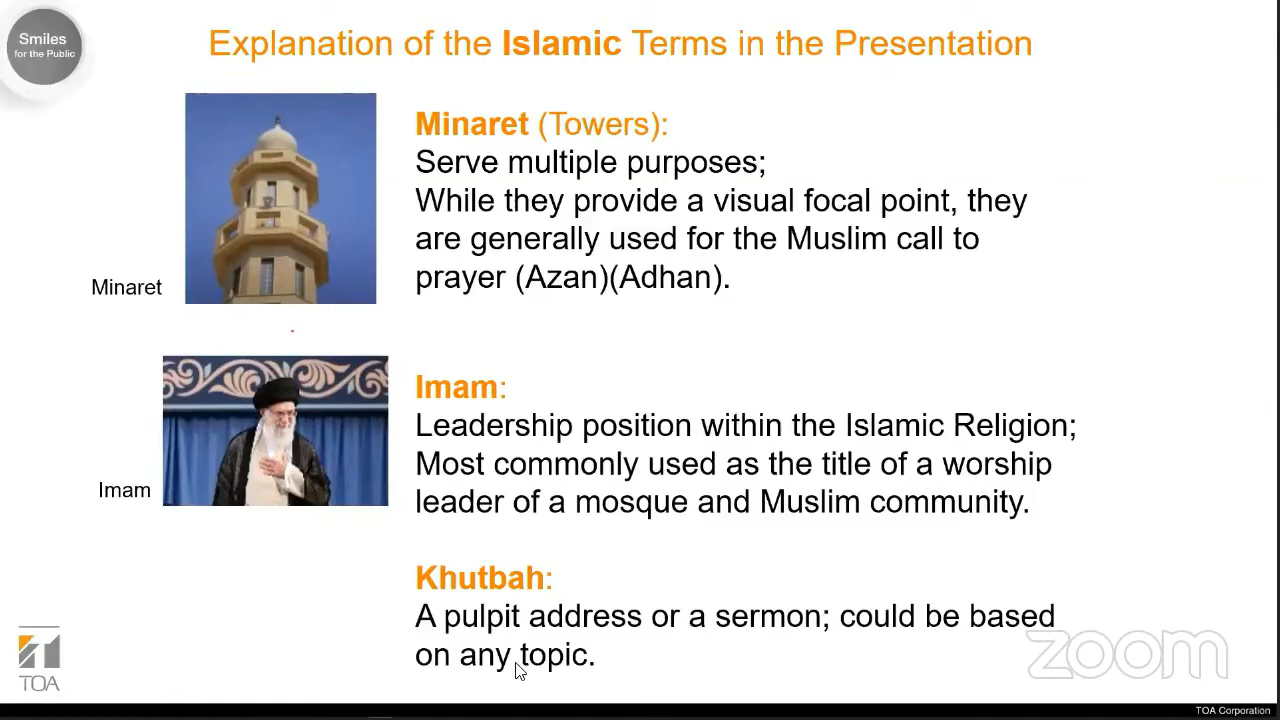 Smiles
for the Public
Explanation of the Islamic Terms in the Presentation
Minaret (Towers):
Serve multiple purposes;
While they provide a visual focal point, they
are generally used for the Muslim call to
prayer (Azan)(Adhan).
Minaret
Imam:
Leadership position within the Islamic Religion;
Most commonly used as the title of a worship
leader of a mosque and Muslim community.
Imam
Khutbah:
A pulpit address or a sermon; could be based
on any topic.
TOA
zoom
TOA Corporation